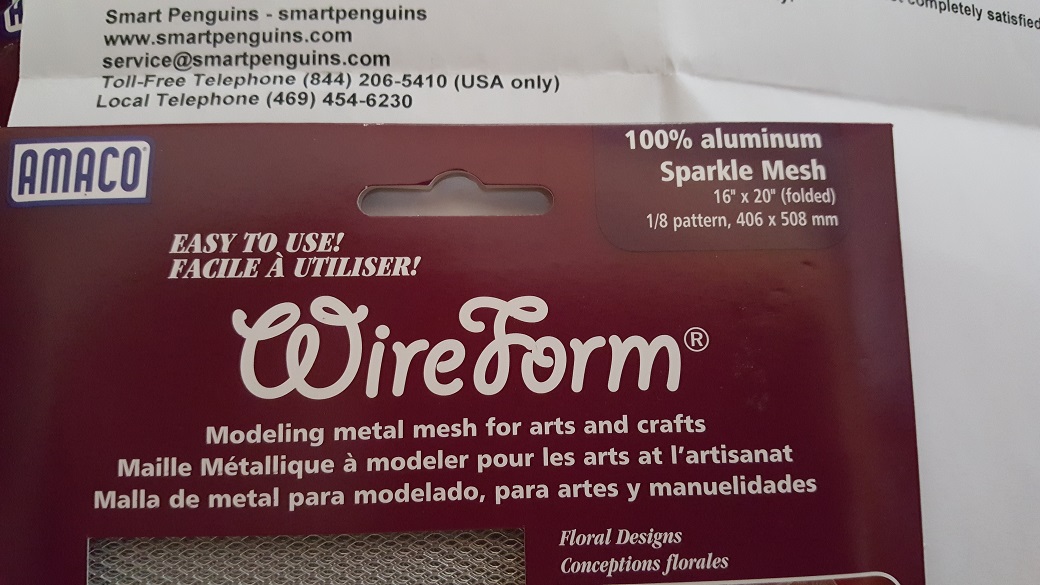 Smart Penguins - smartpenguins
www.smartpenguins.com
service@smartpenguins.com
Toll-Free Telephone (844) 206-5410 (USA only)
Local Telephone (469) 454-6230
completely satisfied
AMACO
100% aluminum
Sparkle Mesh
16" x 20" (folded)
1/8 pattern, 406 x 508 mm
EASY TO USE!
FACILE À UTILISER!
WireForm®
Modeling metal mesh for arts and crafts
Maille Métallique à modeler pour les arts at l'artisanat
Malla de metal para modelado, para artes y manuelidades
Floral Designs
Conceptions florales